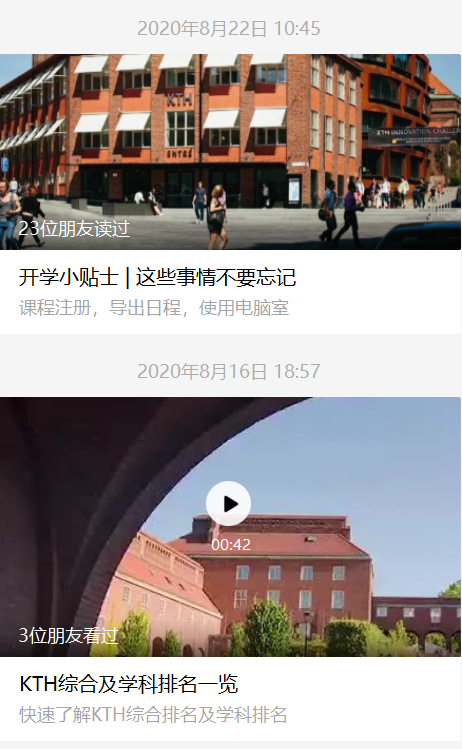 2020年8月22日 10:45
KTH
KTH INNOVATION CHALLEN
ENTRÉ
23位朋友读过
开学小贴士 | 这些事情不要忘记
课程注册，导出日程，使用电脑室
2020年8月16日 18:57
00:42
3位朋友看过
KTH综合及学科排名一览
快速了解KTH综合排名及学科排名